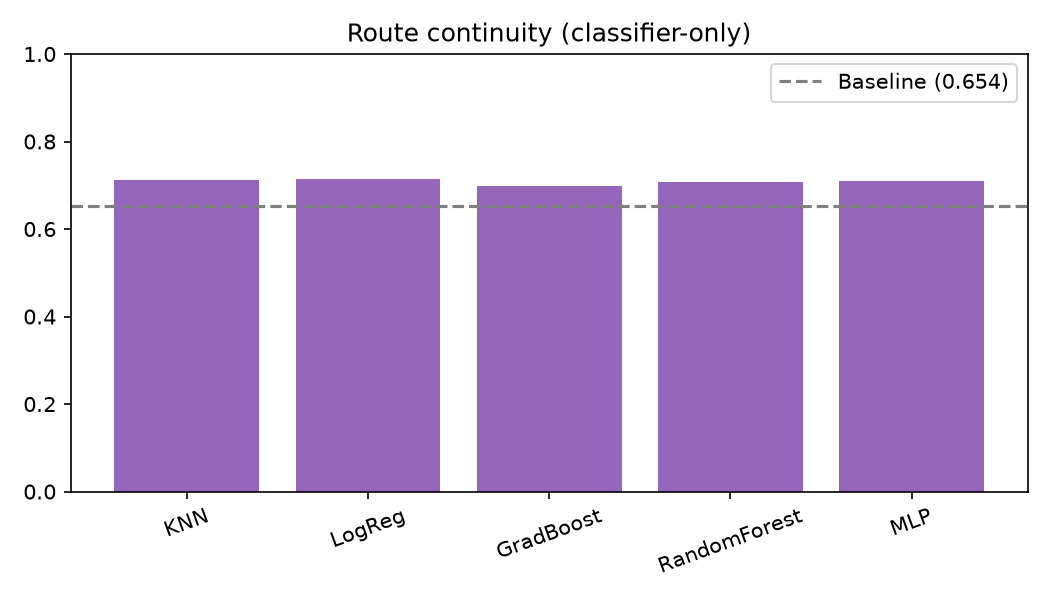 Route continuity (classifier-only)
Baseline (0.654)
1.0
0.8
0.6
0.4
0.2
0.0
KNN
LogReg
GradBoost
RandomForest
MLP